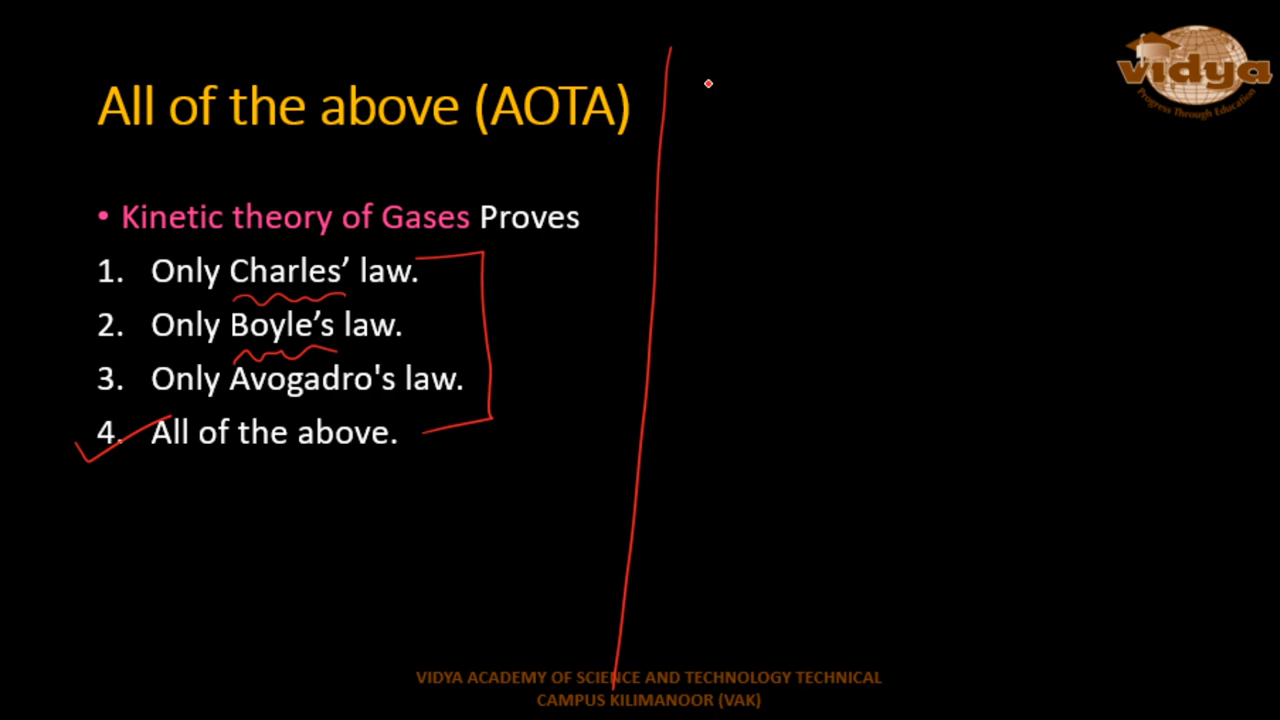 vidya
Progress Through Education
All of the above (AOTA)
• Kinetic theory of Gases Proves
1. Only Charles’ law.
2. Only Boyle’s law.
3. Only Avogadro's law.
4. All of the above.
VIDYA ACADEMY OF SCIENCE AND TECHNOLOGY TECHNICAL
CAMPUS KILIMANOOR (VAK)